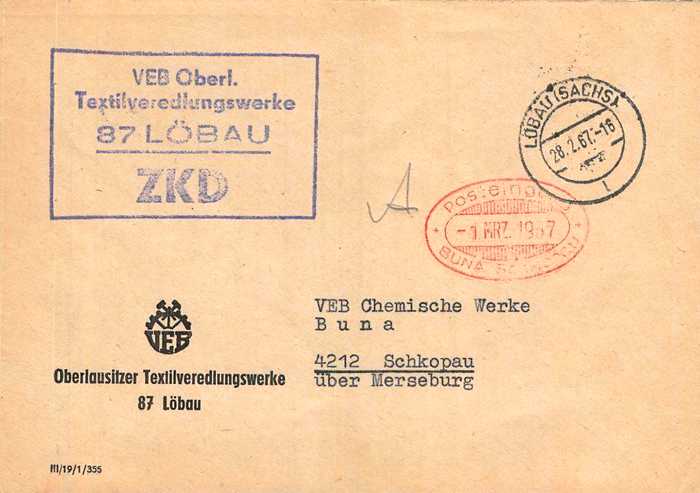 VEB Oberl.
Textilveredlungswerke
87 LÖBAU
ZKD
LÖBAU (SACHS)
28.2.67.-16
1
Posteingang
-1. MRZ. 1967
BUNA SCHKOPAU
A
VEB Chemische Werke
Buna
4212 Schkopau
über Merseburg
VEB
Oberlausitzer Textilveredlungswerke
87 Löbau
III/19/1/355